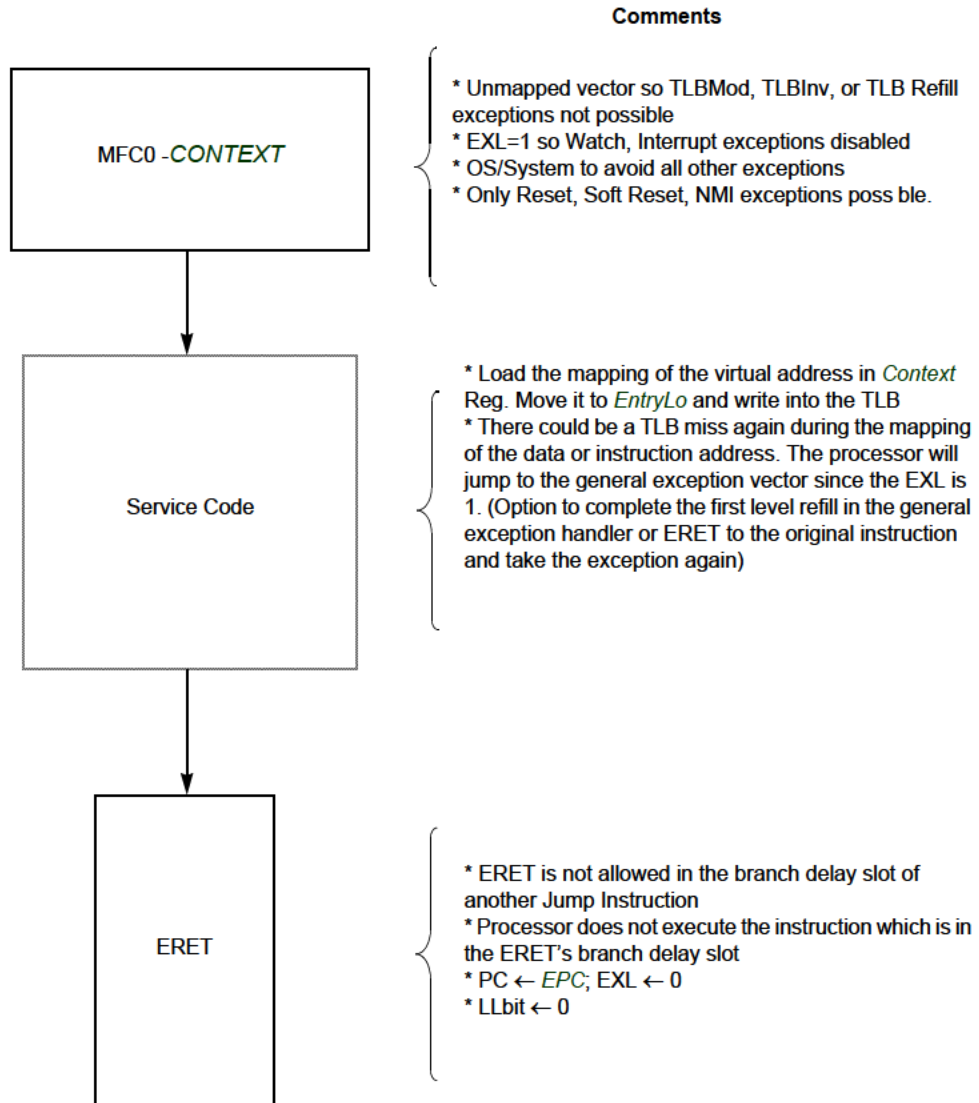 Comments
MFC0 -CONTEXT
* Unmapped vector so TLBMod, TLBInv, or TLB Refill
exceptions not possible
* EXL=1 so Watch, Interrupt exceptions disabled
* OS/System to avoid all other exceptions
* Only Reset, Soft Reset, NMI exceptions poss ble.
Service Code
* Load the mapping of the virtual address in Context
Reg. Move it to EntryLo and write into the TLB
* There could be a TLB miss again during the mapping
of the data or instruction address. The processor will
jump to the general exception vector since the EXL is
1. (Option to complete the first level refill in the general
exception handler or ERET to the original instruction
and take the exception again)
ERET
* ERET is not allowed in the branch delay slot of
another Jump Instruction
* Processor does not execute the instruction which is in
the ERET's branch delay slot
* PC ← EPC; EXL ← 0
* LLbit ← 0